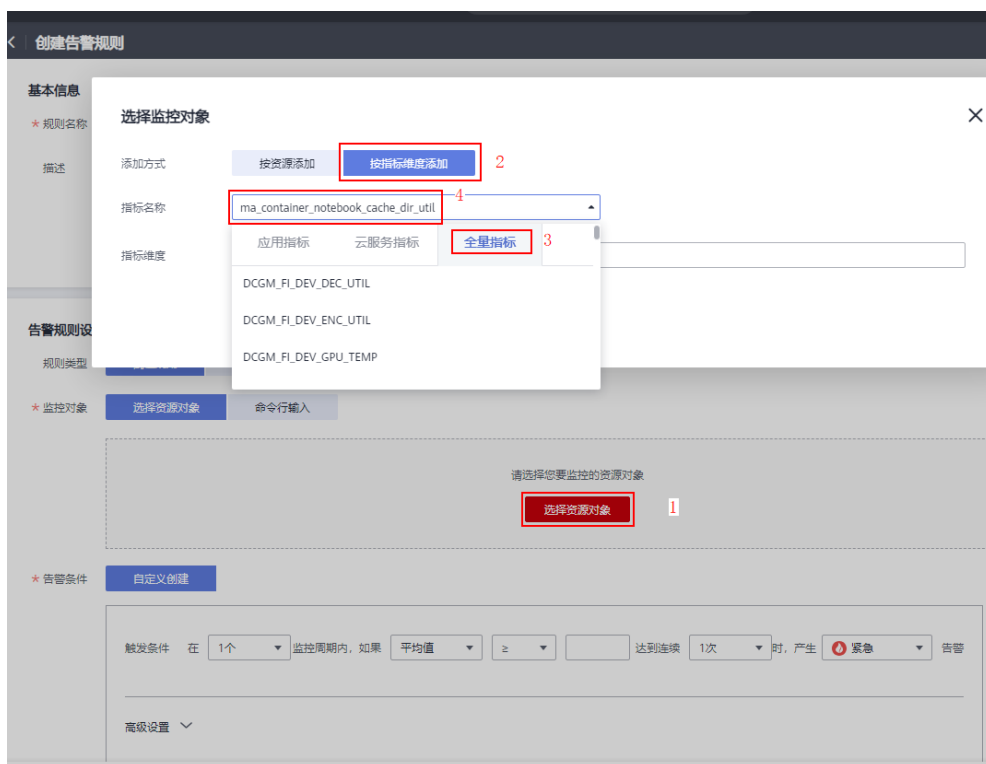 创建告警规则
基本信息
* 规则名称
描述
选择监控对象
添加方式 按资源添加 按指标维度添加 2
指标名称 ma_container_notebook_cache_dir_util 4
应用指标 云服务指标 全量指标 3
指标维度
DCGM_FI_DEV_DEC_UTIL
DCGM_FI_DEV_ENC_UTIL
DCGM_FI_DEV_GPU_TEMP
告警规则设
规则类型
* 监控对象 选择资源对象 命令行输入
请选择您要监控的资源对象
选择资源对象 1
* 告警条件 自定义创建
触发条件 在 1个 监控周期内，如果 平均值 ≥ 达到连续 1次 时，产生 紧急 告警
高级设置